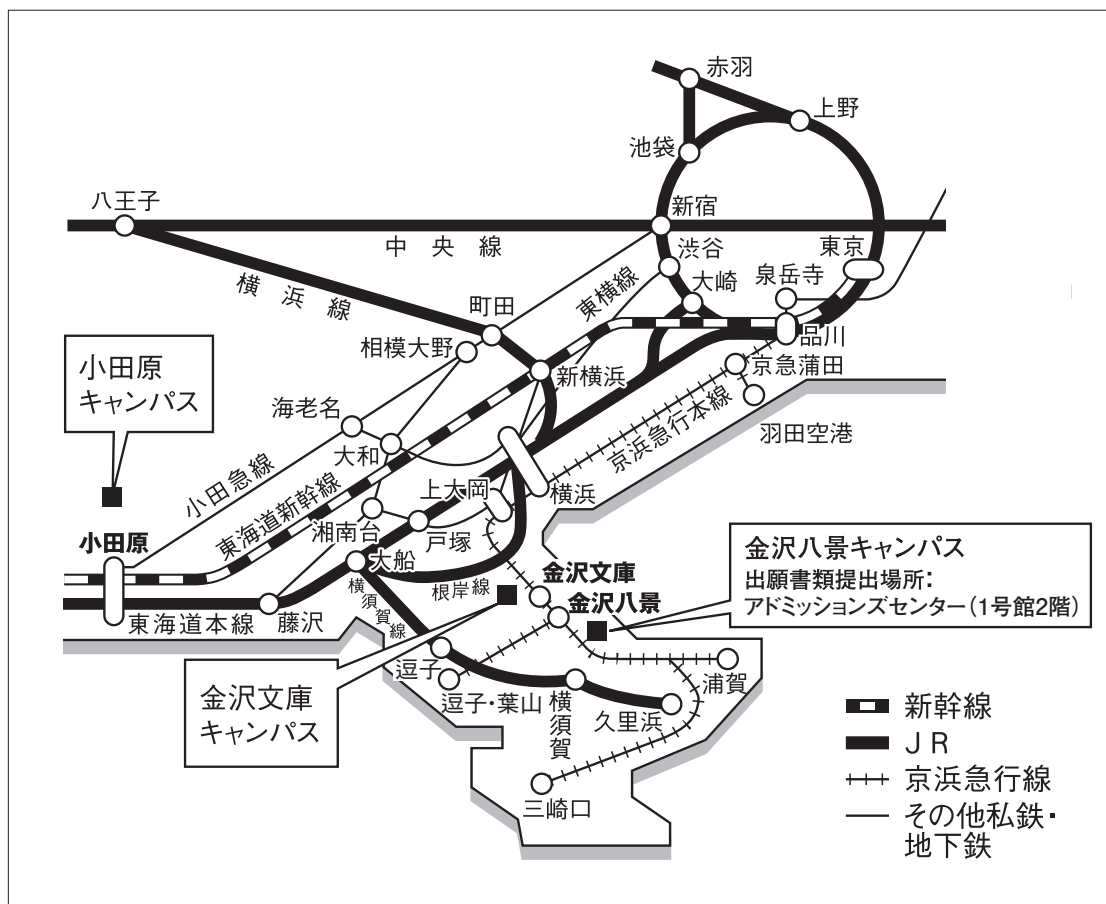 赤羽
上野
池袋
八王子
新宿
中央線
渋谷
東京
横浜線
東横線
大崎
泉岳寺
町田
品川
相模大野
新横浜
京急蒲田
小田原
キャンパス
海老名
大和
京浜急行本線
羽田空港
小田急線
東海道新幹線
上大岡
横浜
湘南台
戸塚
小田原
大船
根岸線
横須賀線
金沢文庫
金沢八景
金沢八景キャンパス
出願書類提出場所:
アドミッションズセンター(1号館2階)
東海道本線
藤沢
逗子
浦賀
金沢文庫
キャンパス
逗子・葉山
横須賀
久里浜
三崎口
新幹線
JR
京浜急行線
その他私鉄・
地下鉄